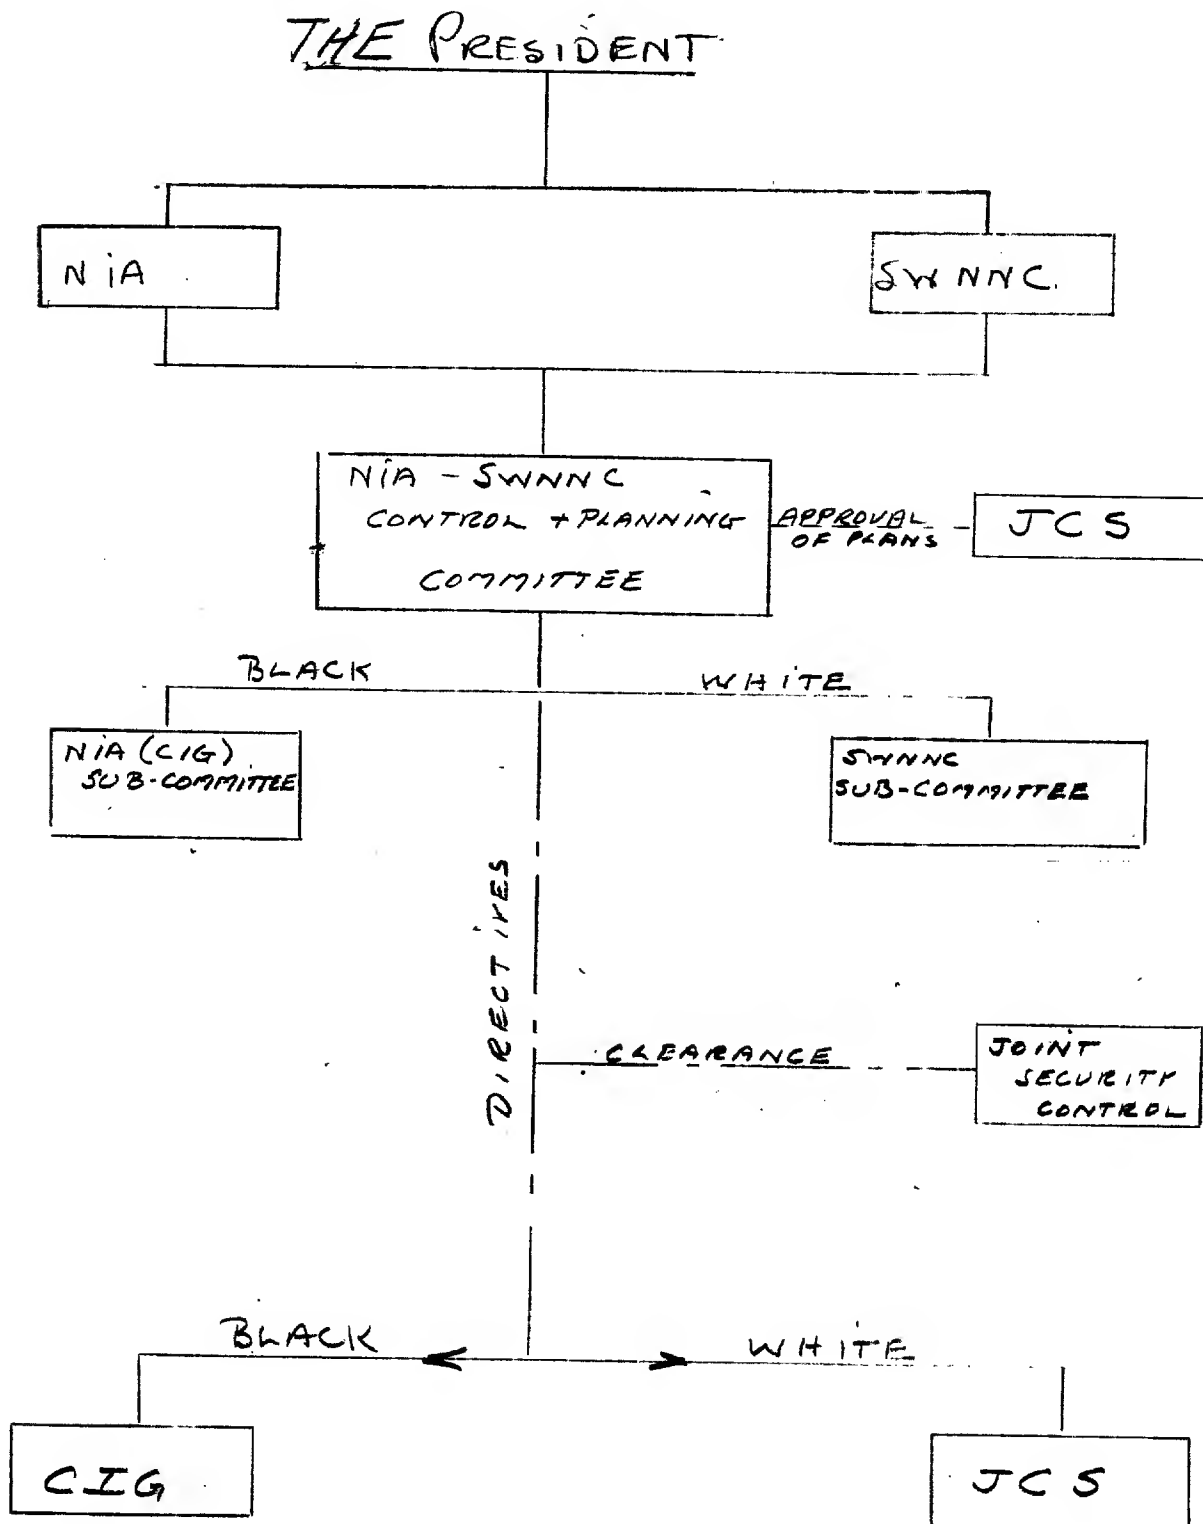 THE PRESIDENT
NiA
SWNNC.
NiA - SWNNC
CONTROL + PLANNING
COMMITTEE
APPROVAL
OF PLANS
JCS
BLACK
WHITE
NiA (CIG)
SUB-COMMITTEE
SWNNC
SUB-COMMITTEE
DIRECTIVES
CLEARANCE
JOINT
SECURITY
CONTROL
BLACK
WHITE
CIG
JCS